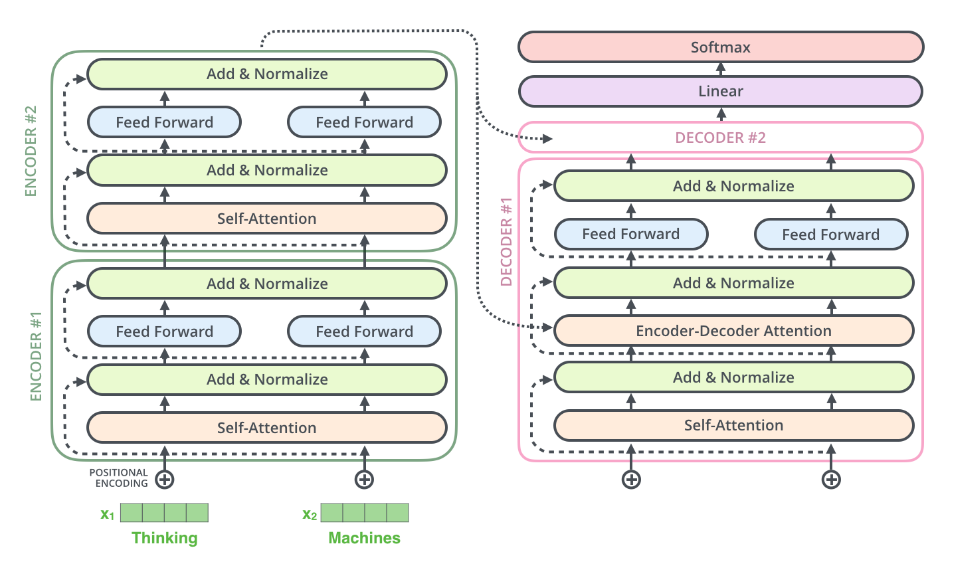 ENCODER #2
Add & Normalize
Feed Forward
Feed Forward
Add & Normalize
Self-Attention
ENCODER #1
Add & Normalize
Feed Forward
Feed Forward
Add & Normalize
Self-Attention
POSITIONAL
ENCODING
x1
x2
Thinking
Machines
Softmax
Linear
DECODER #2
DECODER #1
Add & Normalize
Feed Forward
Feed Forward
Add & Normalize
Encoder-Decoder Attention
Add & Normalize
Self-Attention